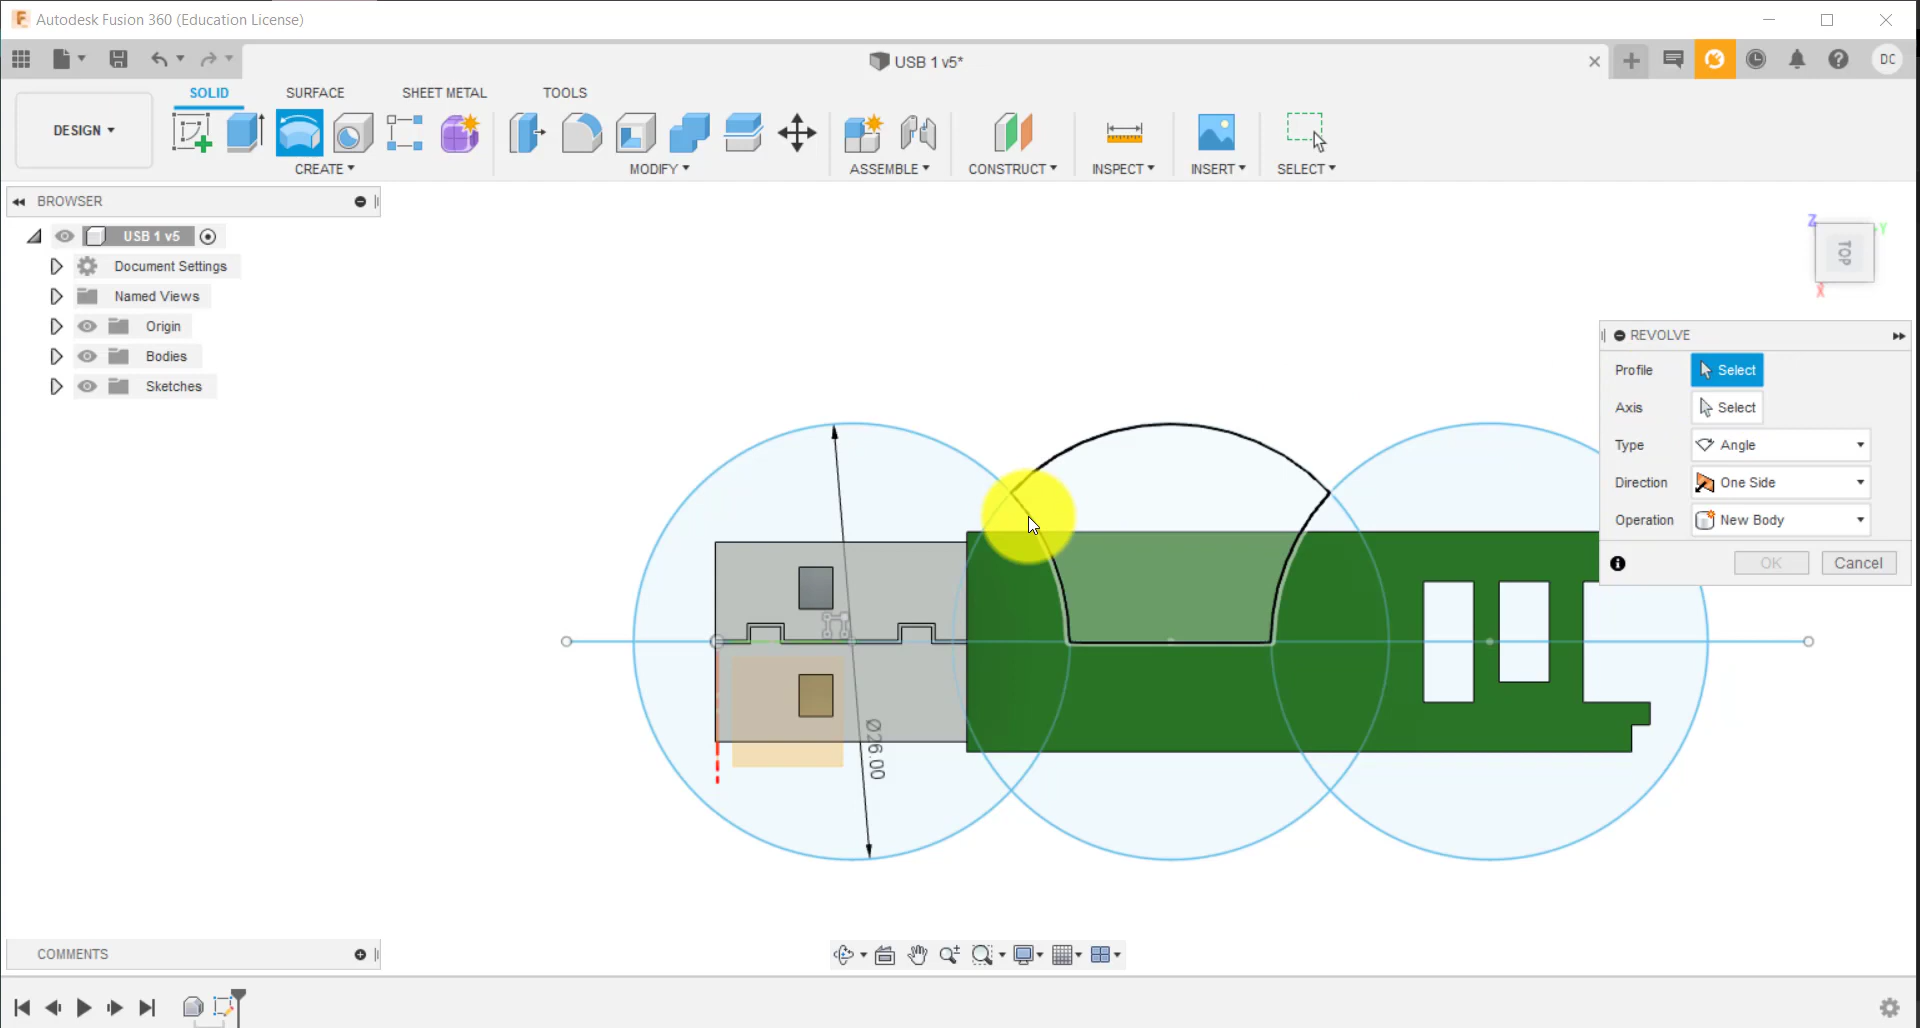 Autodesk Fusion 360 (Education License)
USB 1 v5*
DC
SOLID
SURFACE
SHEET METAL
TOOLS
DESIGN
CREATE
MODIFY
ASSEMBLE
CONSTRUCT
INSPECT
INSERT
SELECT
BROWSER
USB 1 v5
Document Settings
Named Views
Origin
Bodies
Sketches
Z
Y
TOP
X
REVOLVE
Profile
Select
Axis
Select
Type
Angle
Direction
One Side
Operation
New Body
OK
Cancel
Ø26.00
COMMENTS